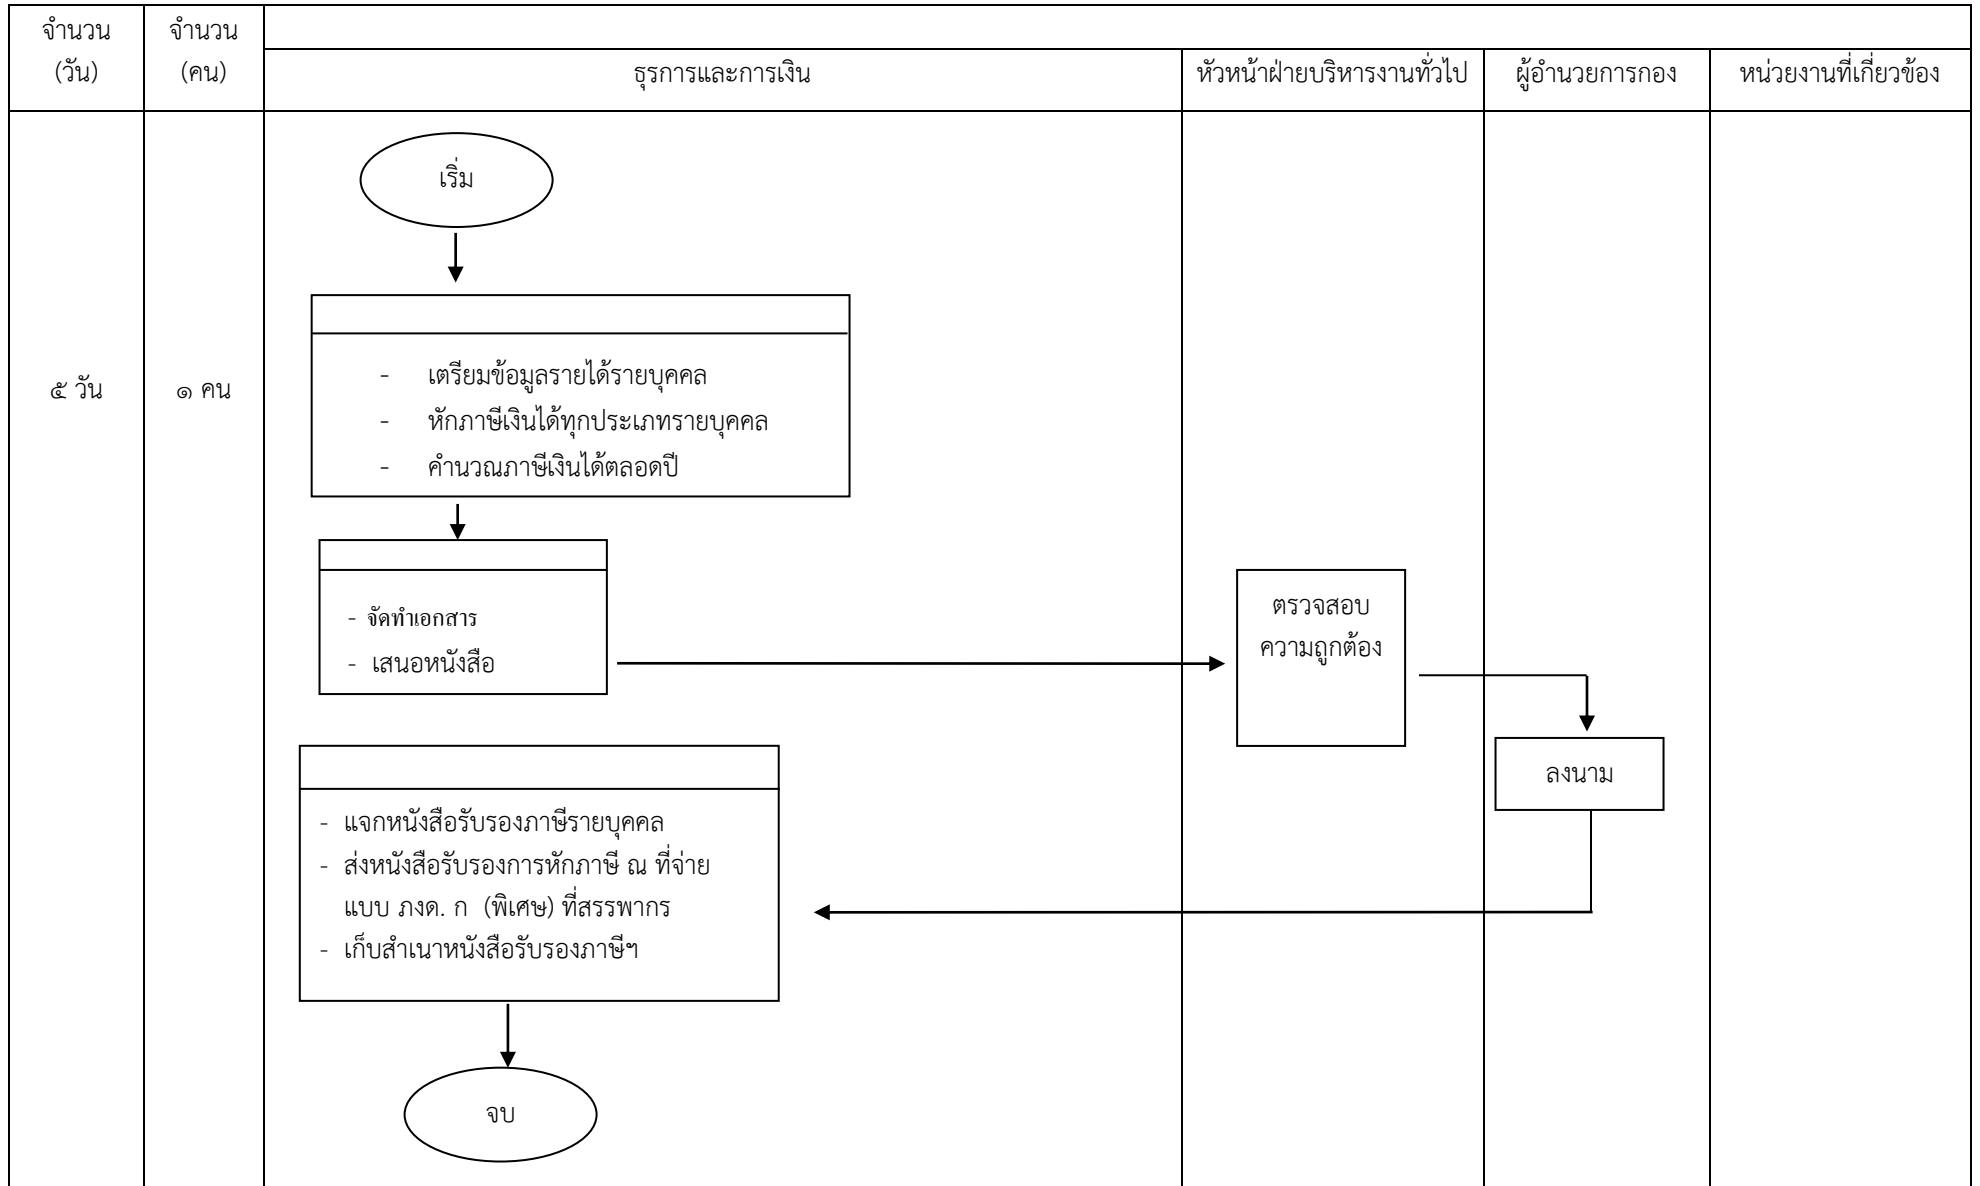 จำนวน
(วัน)
จำนวน
(คน)
ธุรการและการเงิน
หัวหน้าฝ่ายบริหารงานทั่วไป
ผู้อำนวยการกอง
หน่วยงานที่เกี่ยวข้อง
เริ่ม
๕ วัน
๑ คน
- เตรียมข้อมูลรายได้รายบุคคล
- หักภาษีเงินได้ทุกประเภทรายบุคคล
- คำนวณภาษีเงินได้ตลอดปี
- จัดทำเอกสาร
- เสนอหนังสือ
ตรวจสอบ
ความถูกต้อง
ลงนาม
- แจกหนังสือรับรองภาษีรายบุคคล
- ส่งหนังสือรับรองการหักภาษี ณ ที่จ่าย
แบบ ภงด. ก (พิเศษ) ที่สรรพากร
- เก็บสำเนาหนังสือรับรองภาษีฯ
จบ